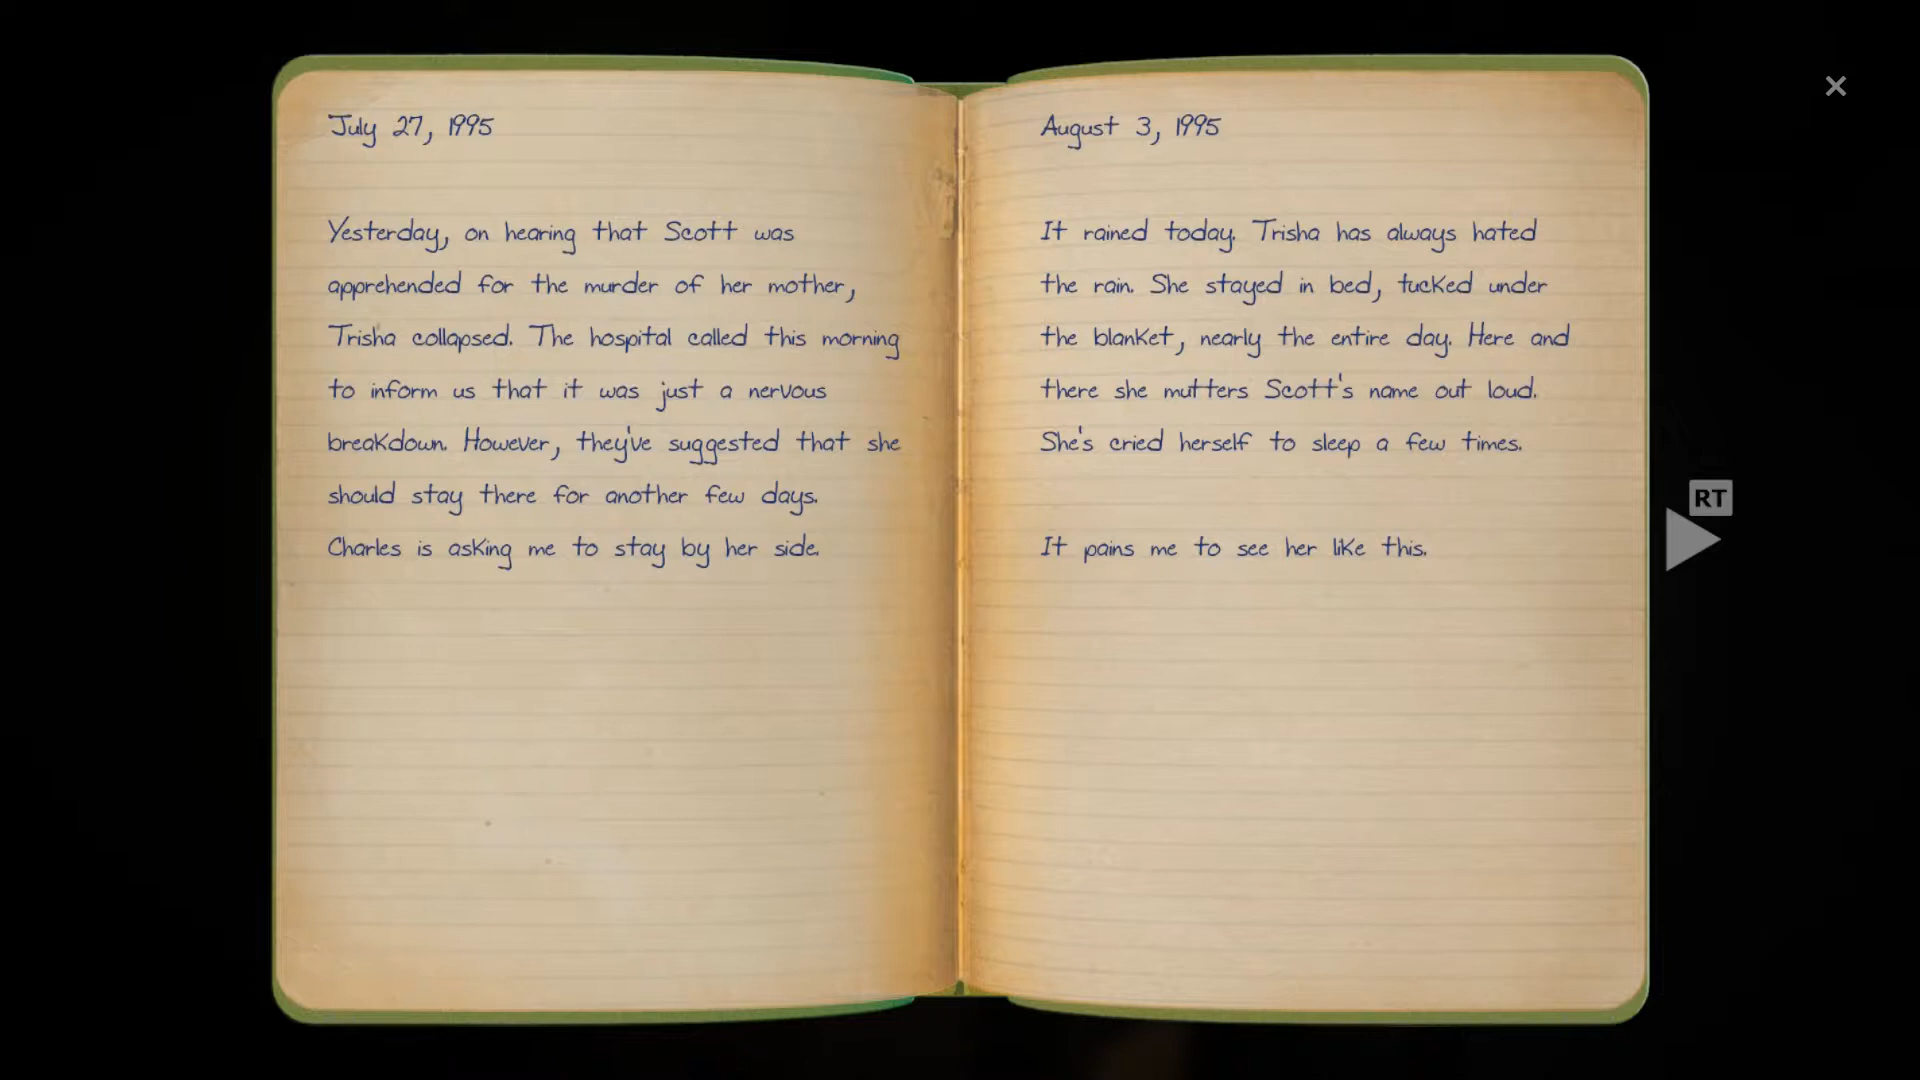 July 27, 1995
Yesterday, on hearing that Scott was
apprehended for the murder of her mother,
Trisha collapsed. The hospital called this morning
to inform us that it was just a nervous
breakdown. However, they've suggested that she
should stay there for another few days.
Charles is asking me to stay by her side.
August 3, 1995
It rained today. Trisha has always hated
the rain. She stayed in bed, tucked under
the blanket, nearly the entire day. Here and
there she mutters Scott's name out loud.
She's cried herself to sleep a few times.
It pains me to see her like this.
RT